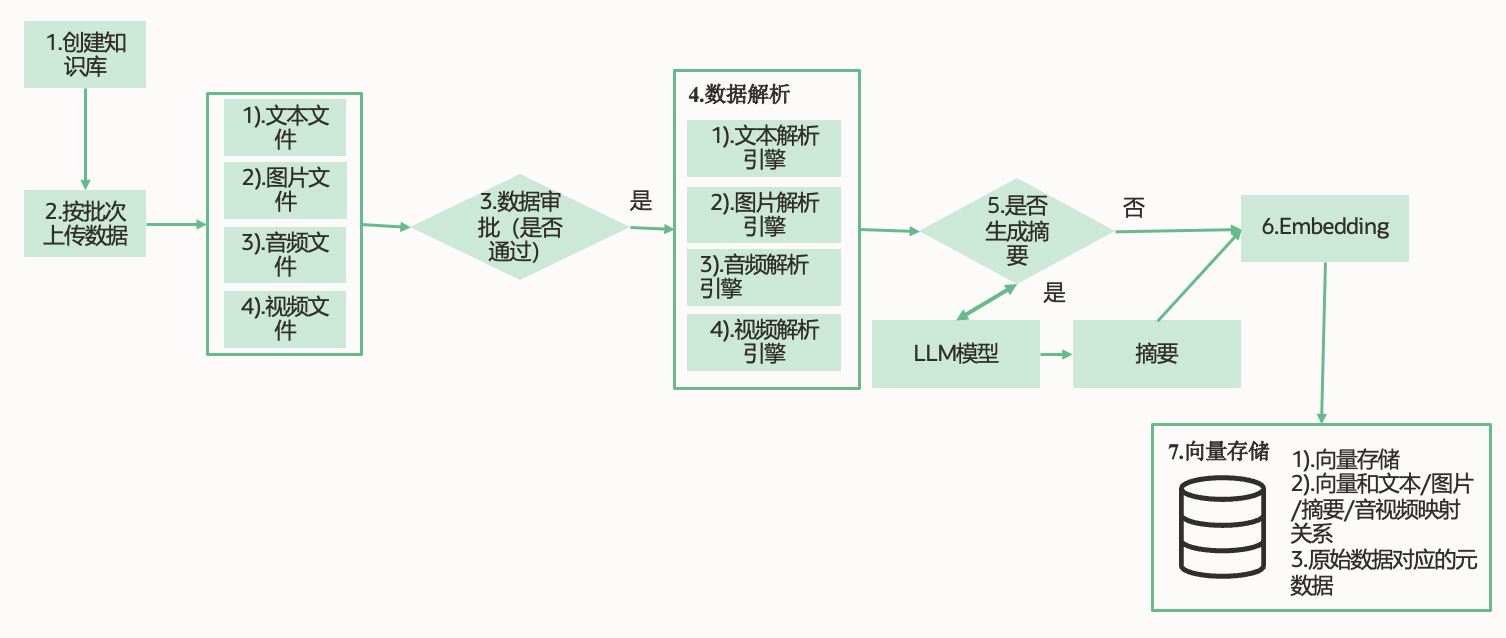 1.创建知
识库
2.按批次
上传数据
1).文本文
件
2).图片文
件
3).音频文
件
4).视频文
件
3.数据审
批（是否
通过）
是
4.数据解析
1).文本解析
引擎
2).图片解析
引擎
3).音频解析
引擎
4).视频解析
引擎
5.是否
生成摘
要
否
是
LLM模型
摘要
6.Embedding
7.向量存储
1).向量存储
2).向量和文本/图片
/摘要/音视频映射
关系
3.原始数据对应的元
数据